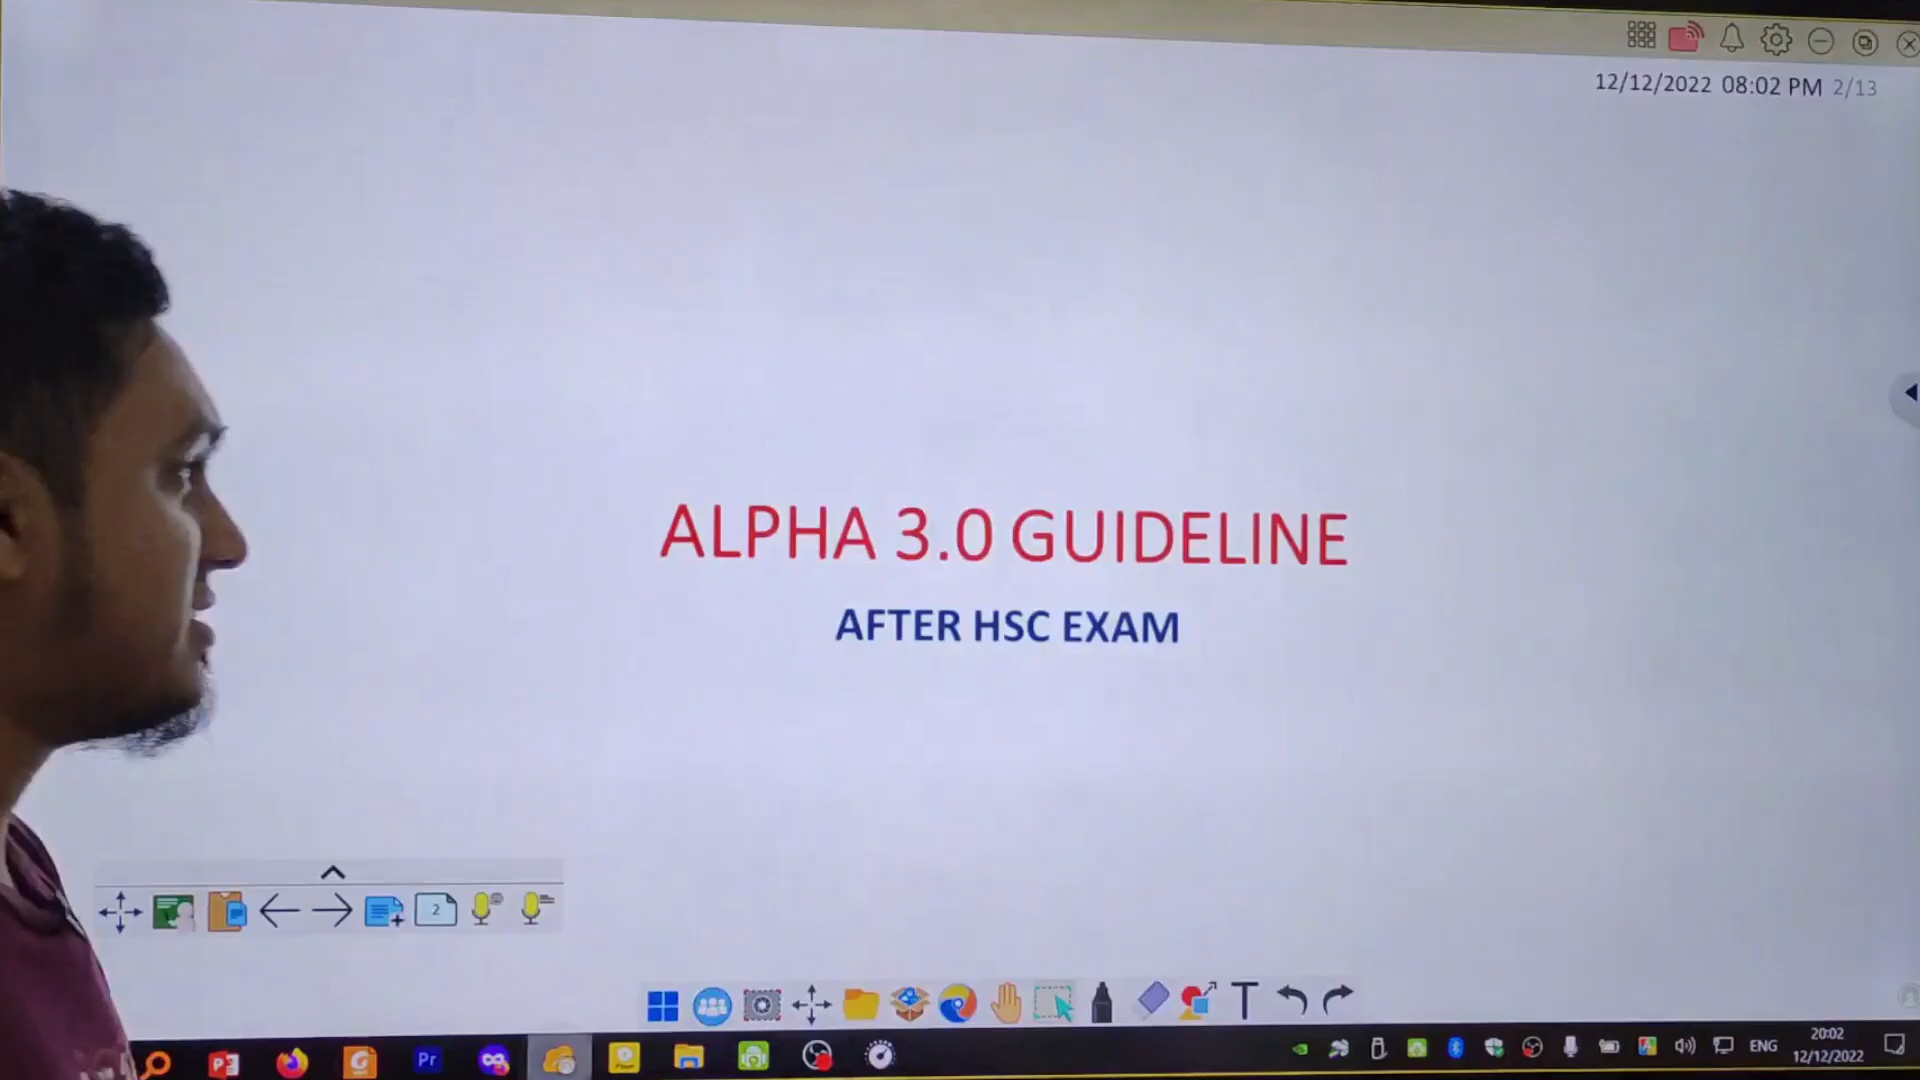 12/12/2022 08:02 PM 2/13
ALPHA 3.0 GUIDELINE
AFTER HSC EXAM
2
T
Pr
ENG
20:02
12/12/2022